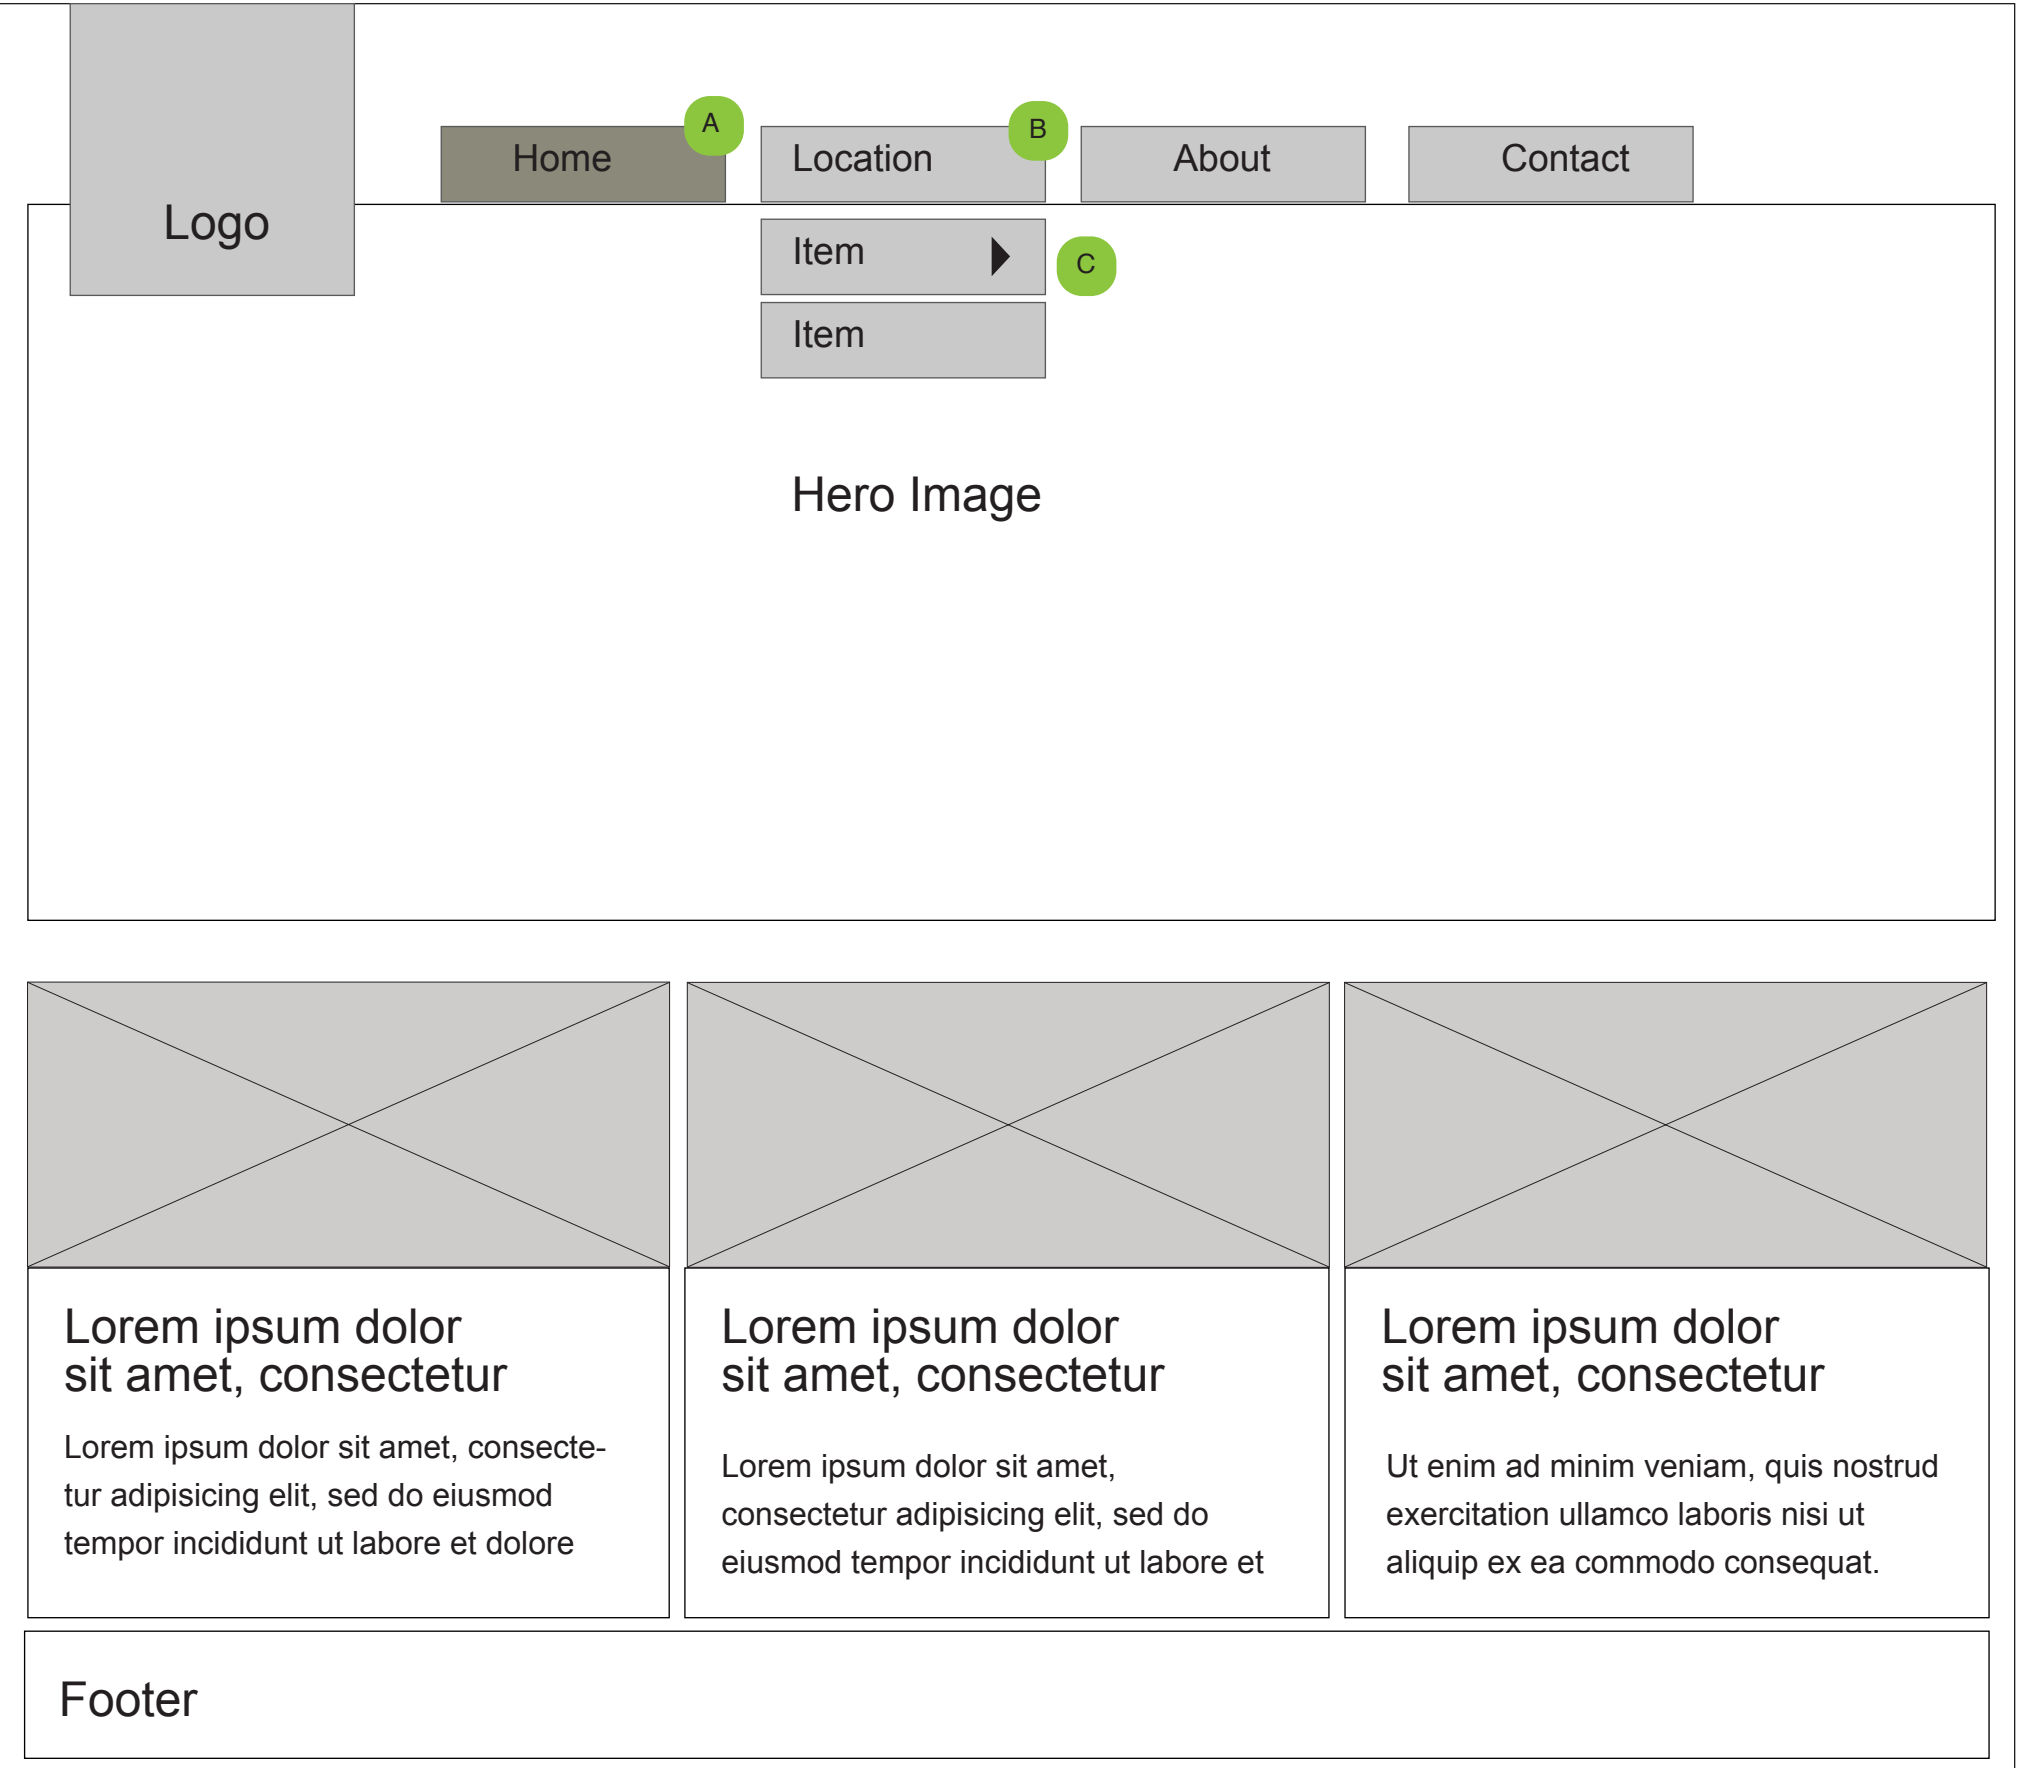 Logo
Home
A
Location
B
About
Contact
Item
C
Item
Hero Image
Lorem ipsum dolor
sit amet, consectetur
Lorem ipsum dolor sit amet, consecte-
tur adipisicing elit, sed do eiusmod
tempor incididunt ut labore et dolore
Lorem ipsum dolor
sit amet, consectetur
Lorem ipsum dolor sit amet,
consectetur adipisicing elit, sed do
eiusmod tempor incididunt ut labore et
Lorem ipsum dolor
sit amet, consectetur
Ut enim ad minim veniam, quis nostrud
exercitation ullamco laboris nisi ut
aliquip ex ea commodo consequat.
Footer